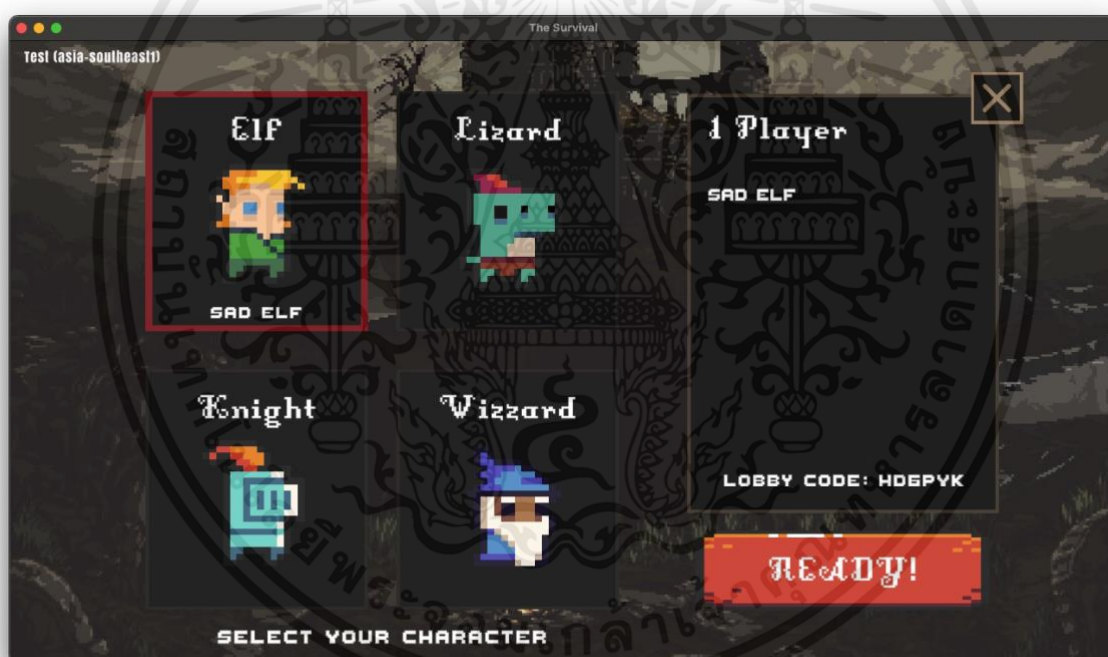 The Survival
Test (asia-southeast1)
Elf
SAD ELF
Lizard
Knight
Wizzard
SELECT YOUR CHARACTER
1 Player
SAD ELF
LOBBY CODE: HDGPYK
READY!